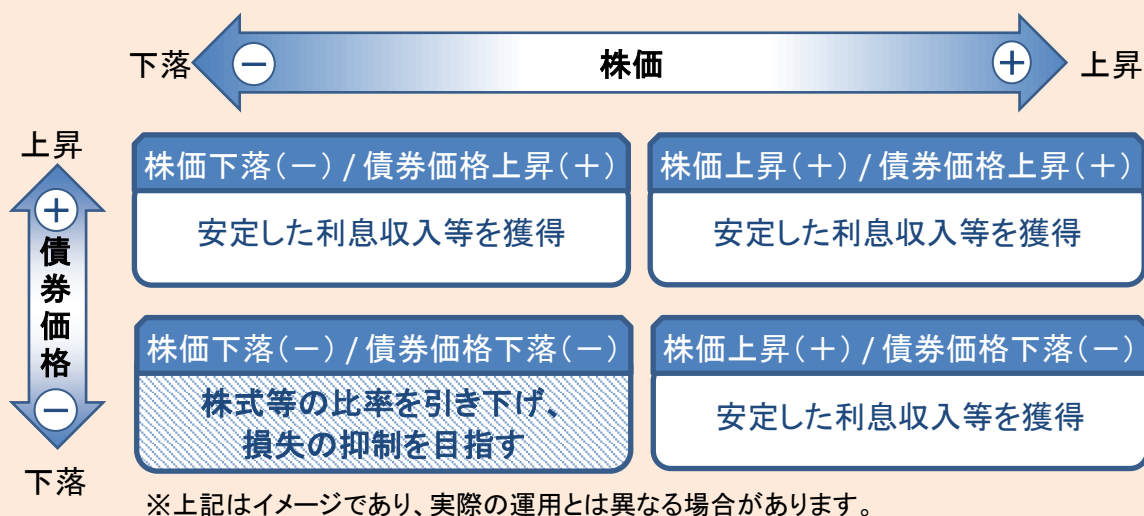 下落
－
株価
＋
上昇
上昇
＋
債券価格
－
下落
株価下落(－) / 債券価格上昇(＋)
安定した利息収入等を獲得
株価上昇(＋) / 債券価格上昇(＋)
安定した利息収入等を獲得
株価下落(－) / 債券価格下落(－)
株式等の比率を引き下げ、
損失の抑制を目指す
株価上昇(＋) / 債券価格下落(－)
安定した利息収入等を獲得
※上記はイメージであり、実際の運用とは異なる場合があります。